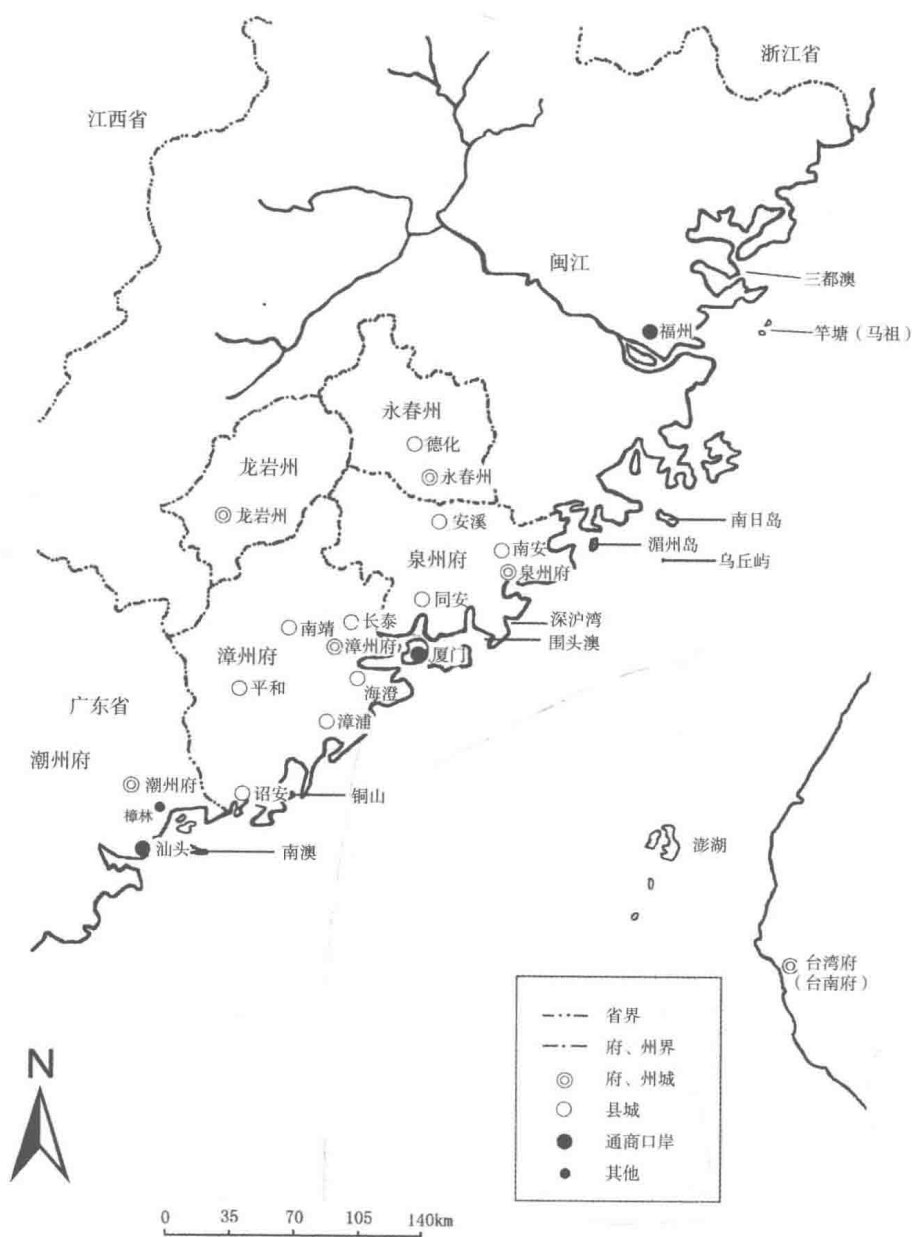 浙江省
江西省
闽江
三都澳
福州
竿塘（马祖）
永春州
德化
龙岩州
永春州
龙岩州
安溪
南日岛
南安
湄州岛
泉州府
泉州府
乌丘屿
同安
深沪湾
长泰
南靖
围头澳
漳州府
厦门
漳州府
海澄
平和
广东省
漳浦
潮州府
潮州府
诏安
铜山
樟林
汕头
南澳
澎湖
台湾府
（台南府）
省界
府、州界
府、州城
县城
通商口岸
其他
N
0 35 70 105 140km